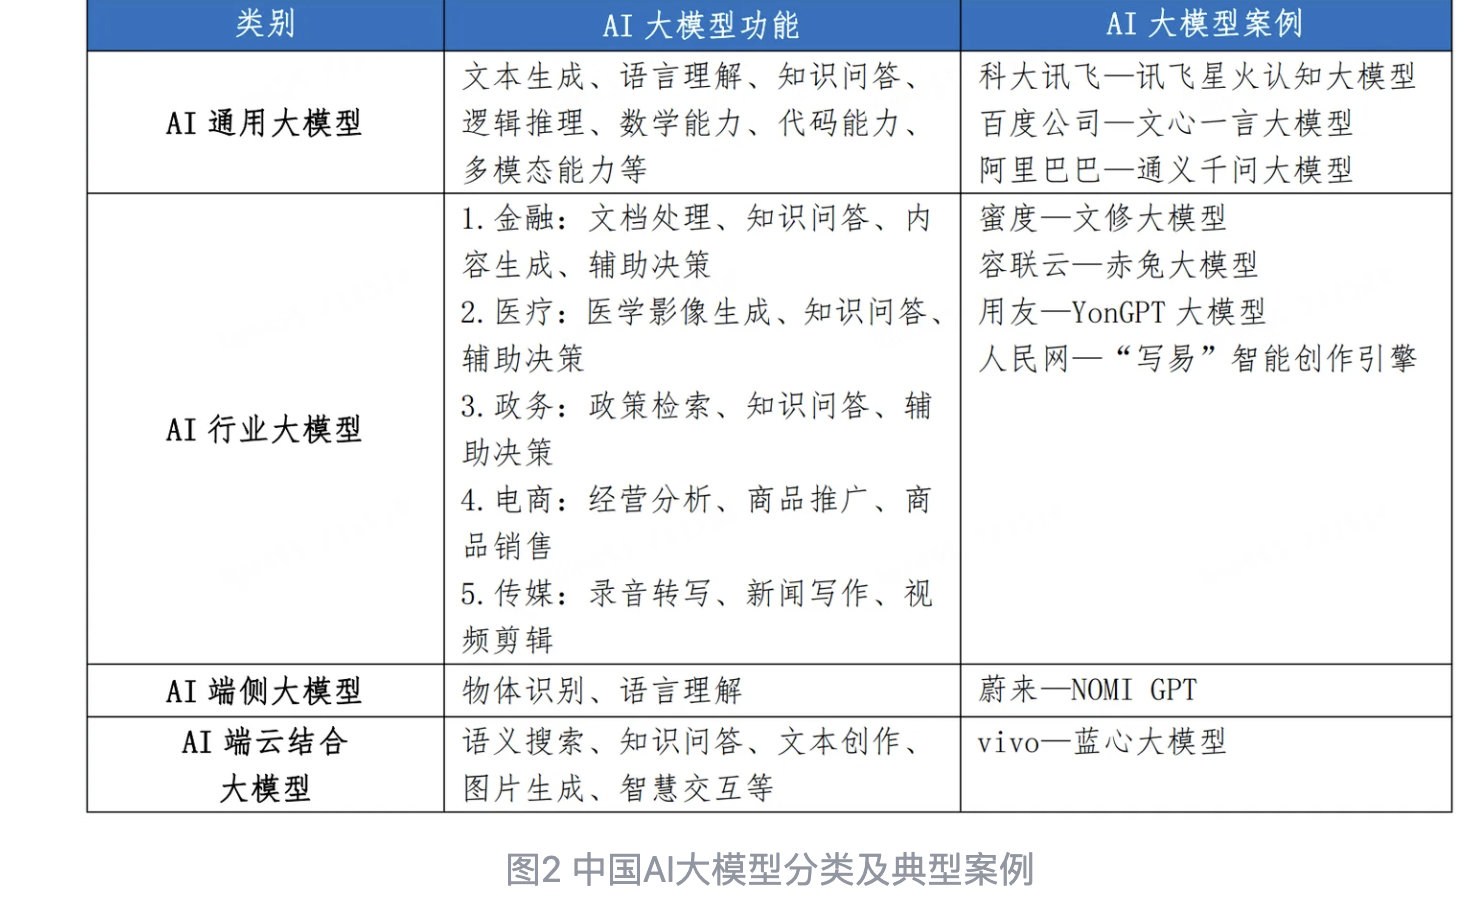 类别
AI 大模型功能
AI 大模型案例
AI 通用大模型
文本生成、语言理解、知识问答、
逻辑推理、数学能力、代码能力、
多模态能力等
科大讯飞—讯飞星火认知大模型
百度公司—文心一言大模型
阿里巴巴—通义千问大模型
AI 行业大模型
1.金融：文档处理、知识问答、内
容生成、辅助决策
2.医疗：医学影像生成、知识问答、
辅助决策
3.政务：政策检索、知识问答、辅
助决策
4.电商：经营分析、商品推广、商
品销售
5.传媒：录音转写、新闻写作、视
频剪辑
蜜度—文修大模型
容联云—赤兔大模型
用友—YonGPT 大模型
人民网—“写易”智能创作引擎
AI 端侧大模型
物体识别、语言理解
蔚来—NOMI GPT
AI 端云结合
大模型
语义搜索、知识问答、文本创作、
图片生成、智慧交互等
vivo—蓝心大模型
图2 中国AI大模型分类及典型案例